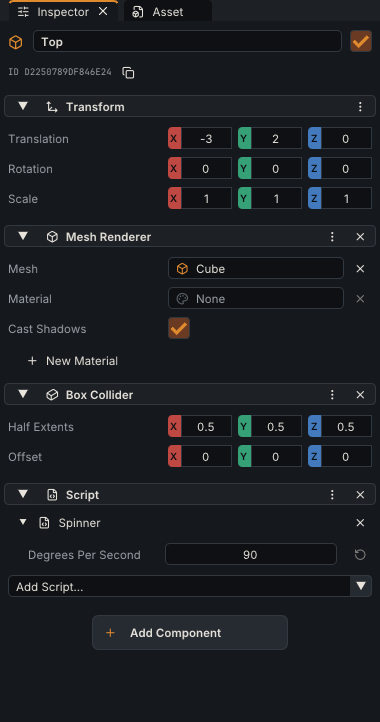 Inspector Asset
Top
ID D2250789DF846E24
Transform
Translation X -3 Y 2 Z 0
Rotation X 0 Y 0 Z 0
Scale X 1 Y 1 Z 1
Mesh Renderer
Mesh Cube
Material None
Cast Shadows
+ New Material
Box Collider
Half Extents X 0.5 Y 0.5 Z 0.5
Offset X 0 Y 0 Z 0
Script
Spinner
Degrees Per Second 90
Add Script...
+ Add Component